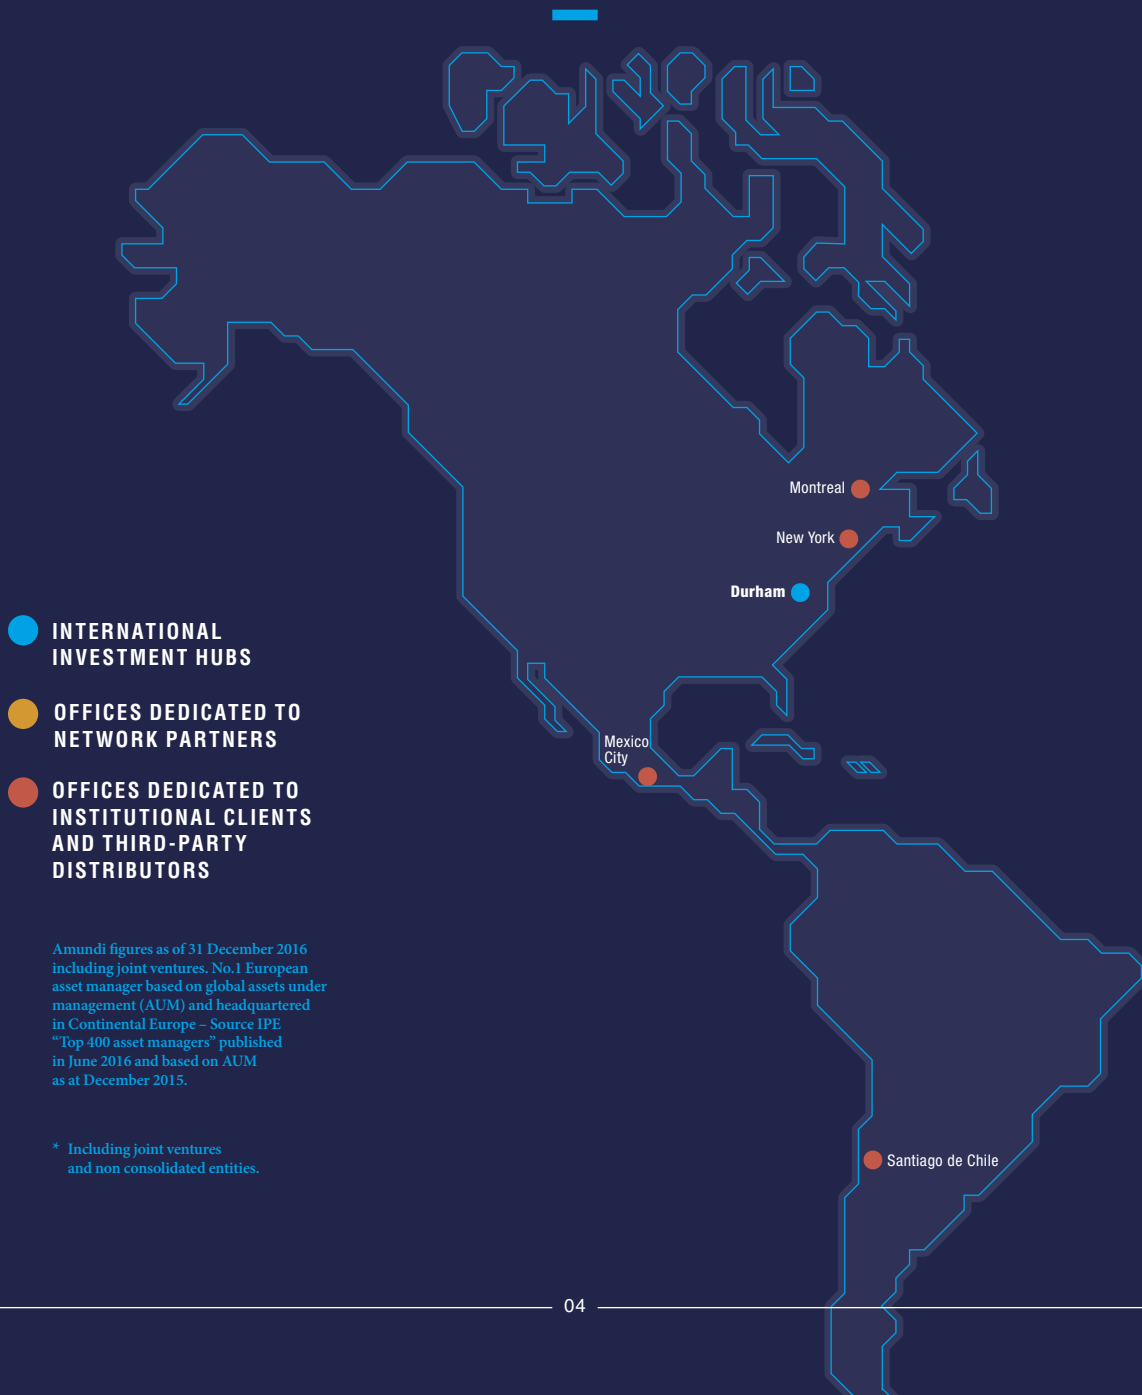 Montreal
New York
Durham
INTERNATIONAL
INVESTMENT HUBS
OFFICES DEDICATED TO
NETWORK PARTNERS
Mexico
City
OFFICES DEDICATED TO
INSTITUTIONAL CLIENTS
AND THIRD-PARTY
DISTRIBUTORS
Amundi figures as of 31 December 2016
including joint ventures. No.1 European
asset manager based on global assets under
management (AUM) and headquartered
in Continental Europe – Source IPE
“Top 400 asset managers” published
in June 2016 and based on AUM
as at December 2015.
* Including joint ventures
and non consolidated entities.
Santiago de Chile
04